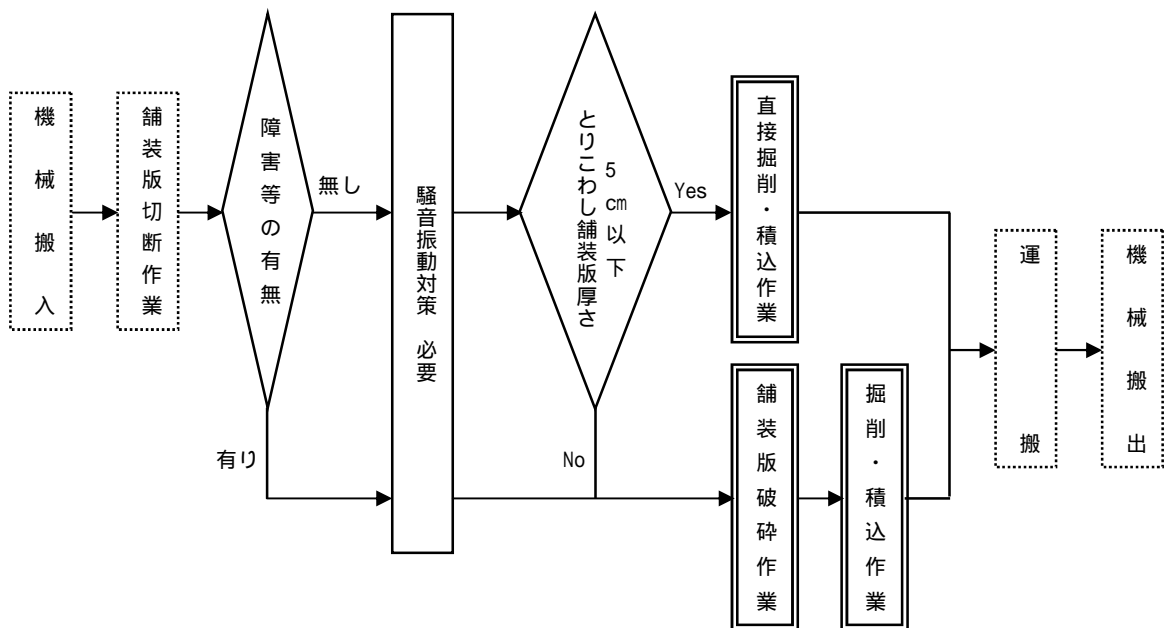 機械搬入
舗装版切断作業
障害等の有無
無し
有り
騒音振動対策 必要
とりこわし舗装版厚さ
5cm以下
Yes
No
直接掘削・積込作業
舗装版破砕作業
掘削・積込作業
運搬
機械搬出